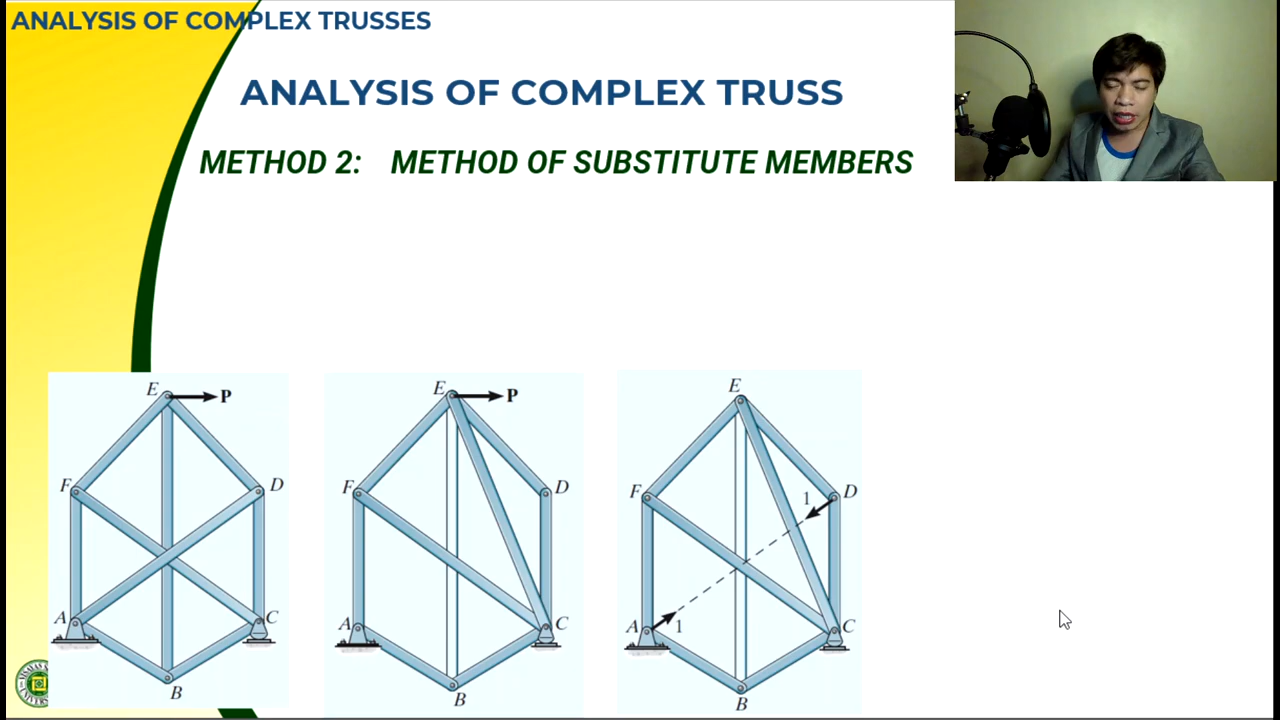 ANALYSIS OF COMPLEX TRUSSES
ANALYSIS OF COMPLEX TRUSS
METHOD 2: METHOD OF SUBSTITUTE MEMBERS
E P
F D
A C
B
E P
F D
A C
B
E
F 1 D
A 1 C
B